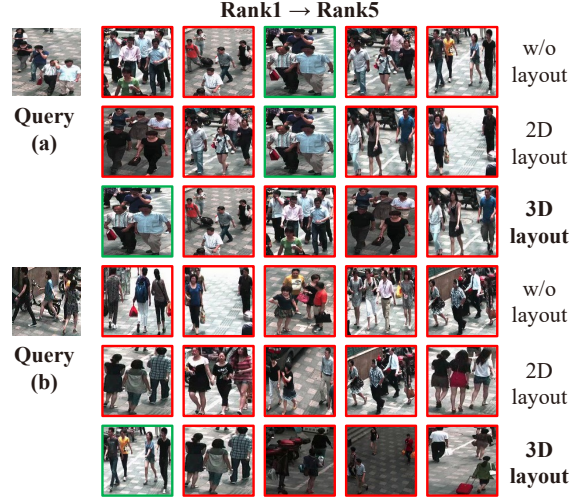 Rank1 → Rank5
Query
(a)
w/o
layout
2D
layout
3D
layout
Query
(b)
w/o
layout
2D
layout
3D
layout